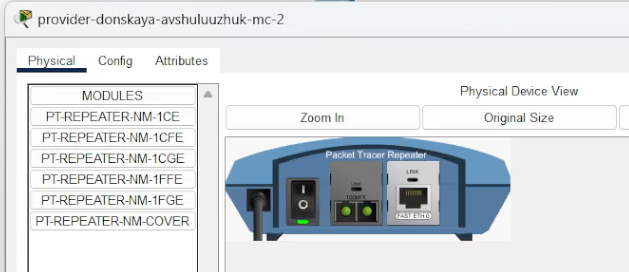 provider-donskaya-avshuluuzhuk-mc-2
Physical Config Attributes
MODULES
PT-REPEATER-NM-1CE
PT-REPEATER-NM-1CFE
PT-REPEATER-NM-1CGE
PT-REPEATER-NM-1FFE
PT-REPEATER-NM-1FGE
PT-REPEATER-NM-COVER
Physical Device View
Zoom In Original Size
Packet Tracer Repeater
LINK
LINK
100MFX
FAST ETH 0